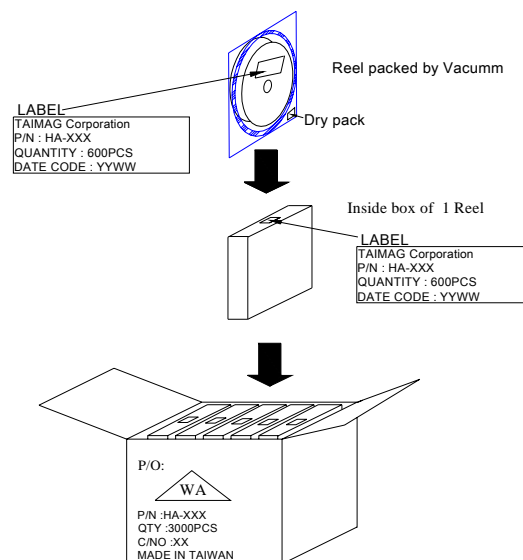 Reel packed by Vacumm
LABEL
TAIMAG Corporation
P/N : HA-XXX
QUANTITY : 600PCS
DATE CODE : YYWW
Dry pack
Inside box of 1 Reel
LABEL
TAIMAG Corporation
P/N : HA-XXX
QUANTITY : 600PCS
DATE CODE : YYWW
P/O:
WA
P/N :HA-XXX
QTY :3000PCS
C/NO :XX
MADE IN TAIWAN